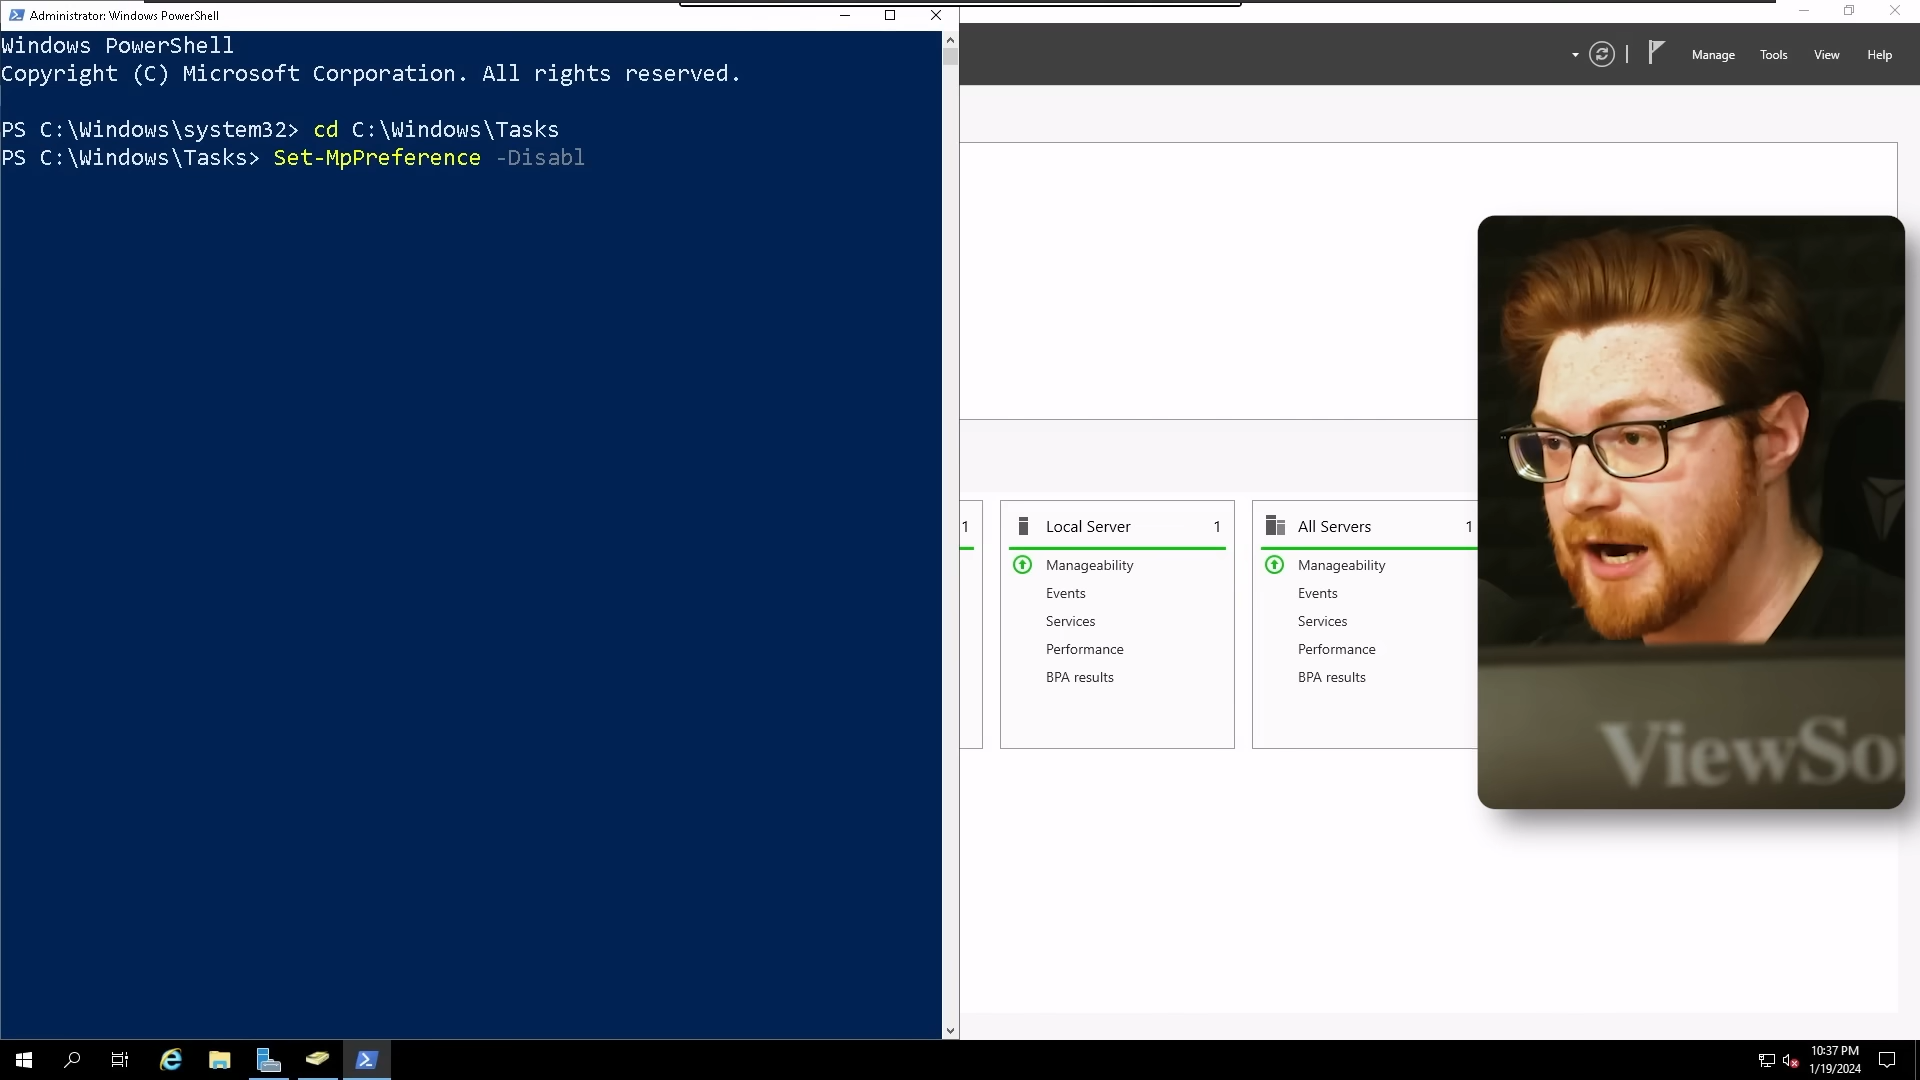 Administrator: Windows PowerShell
Windows PowerShell
Copyright (C) Microsoft Corporation. All rights reserved.
PS C:\Windows\system32> cd C:\Windows\Tasks
PS C:\Windows\Tasks> Set-MpPreference -Disabl
Manage
Tools
View
Help
1
Local Server 1
Manageability
Events
Services
Performance
BPA results
All Servers 1
Manageability
Events
Services
Performance
BPA results
ViewSo
10:37 PM
1/19/2024